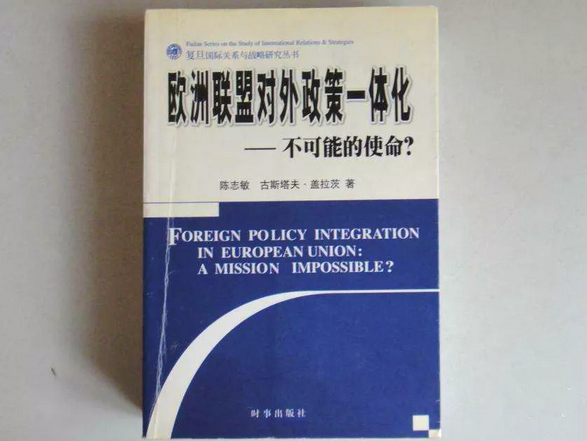 Fudan Series on the Study of International Relations & Strategies
复旦国际关系与战略研究丛书
欧洲联盟对外政策一体化
——不可能的使命?
陈志敏 古斯塔夫·盖拉茨 著
FOREIGN POLICY INTEGRATION
IN EUROPEAN UNION:
A MISSION IMPOSSIBLE?
时事出版社